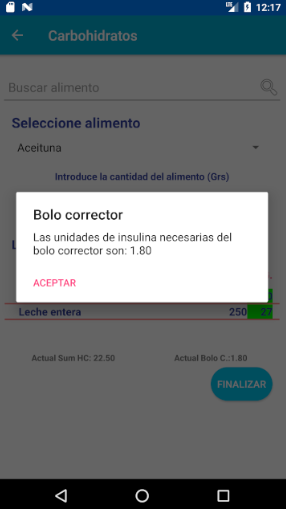 12:17
Carbohidratos
Buscar alimento
Seleccione alimento
Aceituna
Introduce la cantidad del alimento (Grs)
Bolo corrector
Las unidades de insulina necesarias del
bolo corrector son: 1.80
ACEPTAR
Leche entera 250 27
Actual Sum HC: 22.50 Actual Bolo C.:1.80
FINALIZAR